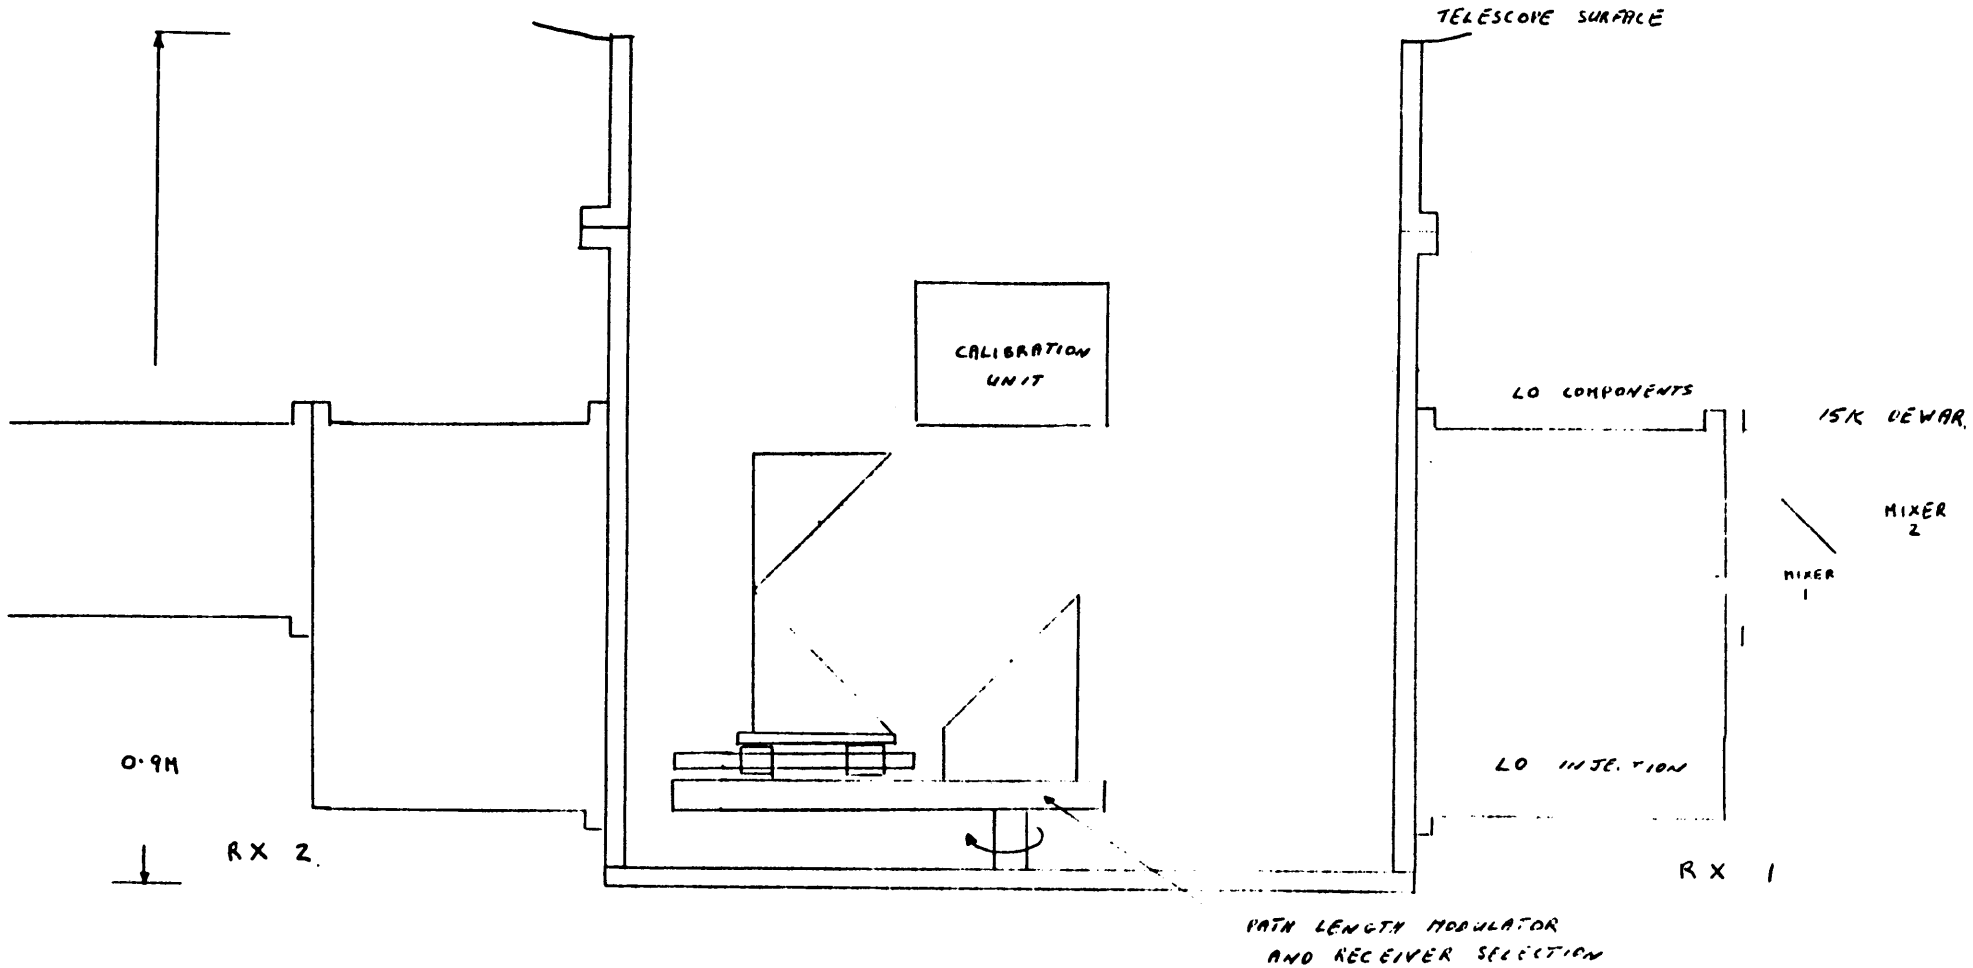 TELESCOPE SURFACE
CALIBRATION
UNIT
LO COMPONENTS
15K DEWAR.
MIXER
2
MIXER
1
0.9M
LO INJECTION
RX 2.
RX 1
PATH LENGTH MODULATOR
AND RECEIVER SELECTION